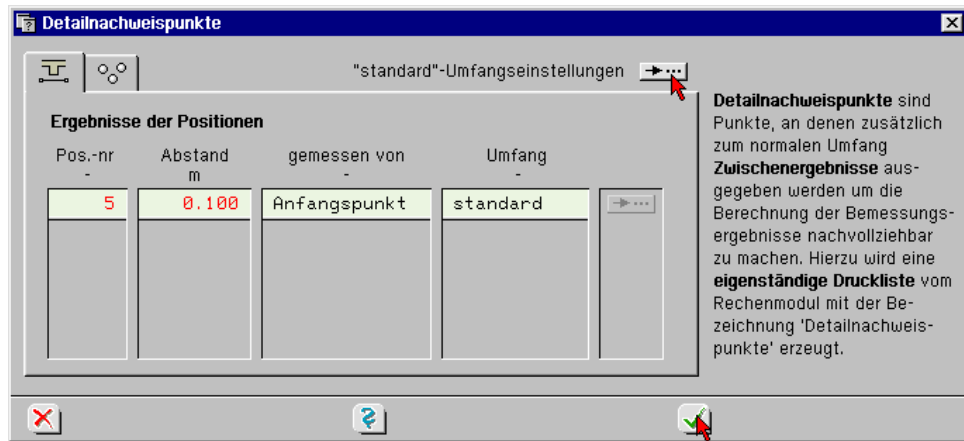 Detailnachweispunkte
"standard"-Umfangseinstellungen
Ergebnisse der Positionen
Pos.-nr Abstand gemessen von Umfang
- m - -
5 0.100 Anfangspunkt standard
Detailnachweispunkte sind
Punkte, an denen zusätzlich
zum normalen Umfang
Zwischenergebnisse aus-
gegeben werden um die
Berechnung der Bemessungs-
ergebnisse nachvollziehbar
zu machen. Hierzu wird eine
eigenständige Druckliste vom
Rechenmodul mit der Be-
zeichnung 'Detailnachweis-
punkte' erzeugt.